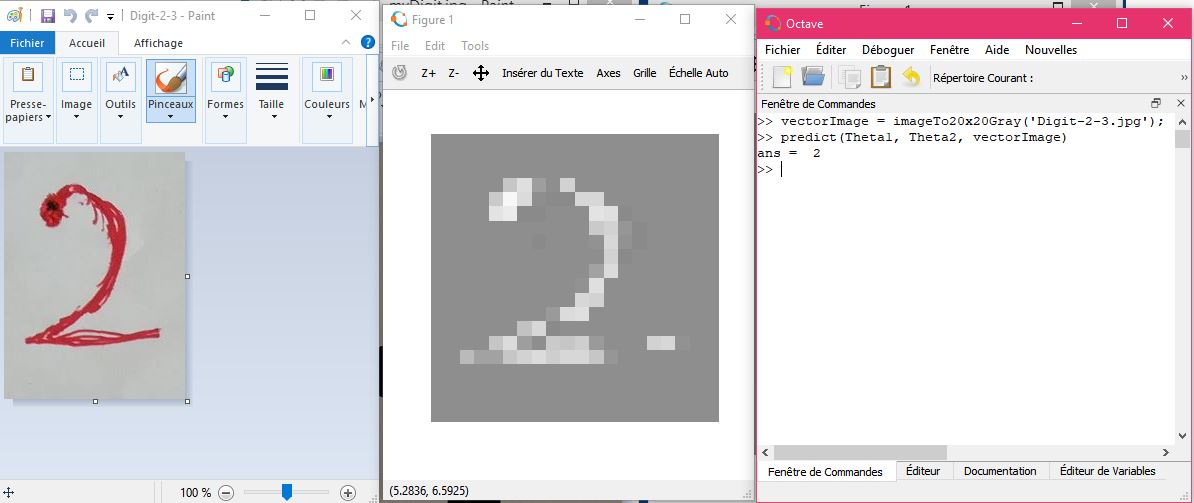 Digit-2-3 - Paint
Fichier Accueil Affichage
Presse-papiers
Image
Outils
Pinceaux
Formes
Taille
Couleurs
M
2
100 %
Figure 1
File Edit Tools
Z+ Z- Insérer du Texte Axes Grille Échelle Auto
(5.2836, 6.5925)
Octave
Fichier Éditer Déboguer Fenêtre Aide Nouvelles
Répertoire Courant :
Fenêtre de Commandes
>> vectorImage = imageTo20x20Gray('Digit-2-3.jpg');
>> predict(Theta1, Theta2, vectorImage)
ans = 2
>>
Fenêtre de Commandes Éditeur Documentation Éditeur de Variables